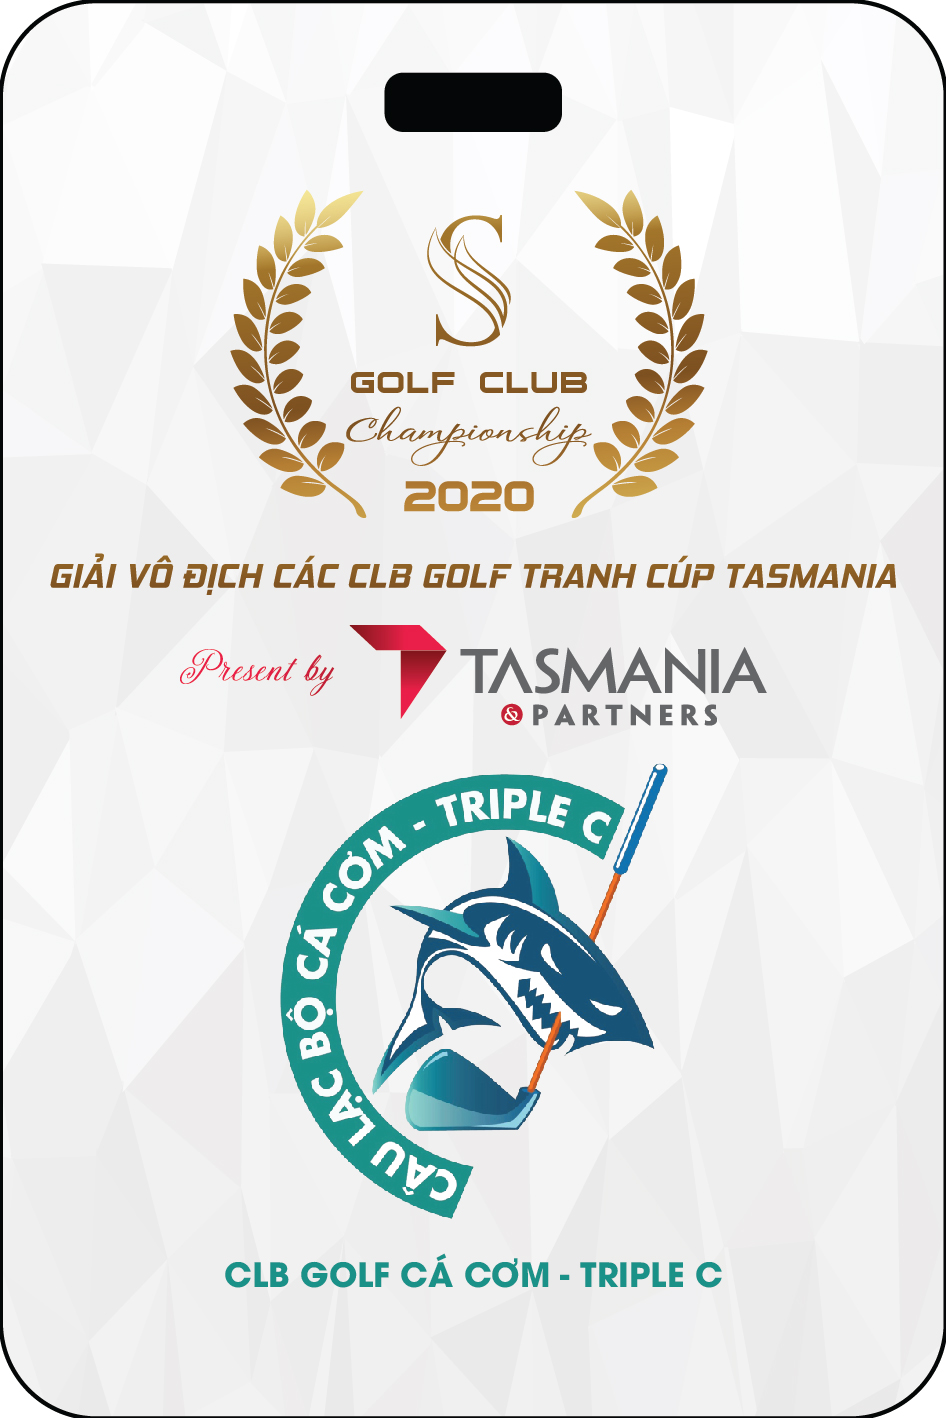 S
GOLF CLUB
Championship
2020
GIẢI VÔ ĐỊCH CÁC CLB GOLF TRANH CÚP TASMANIA
Present by
TASMANIA
& PARTNERS
CÂU LẠC BỘ CÁ CƠM - TRIPLE C
CLB GOLF CÁ CƠM - TRIPLE C